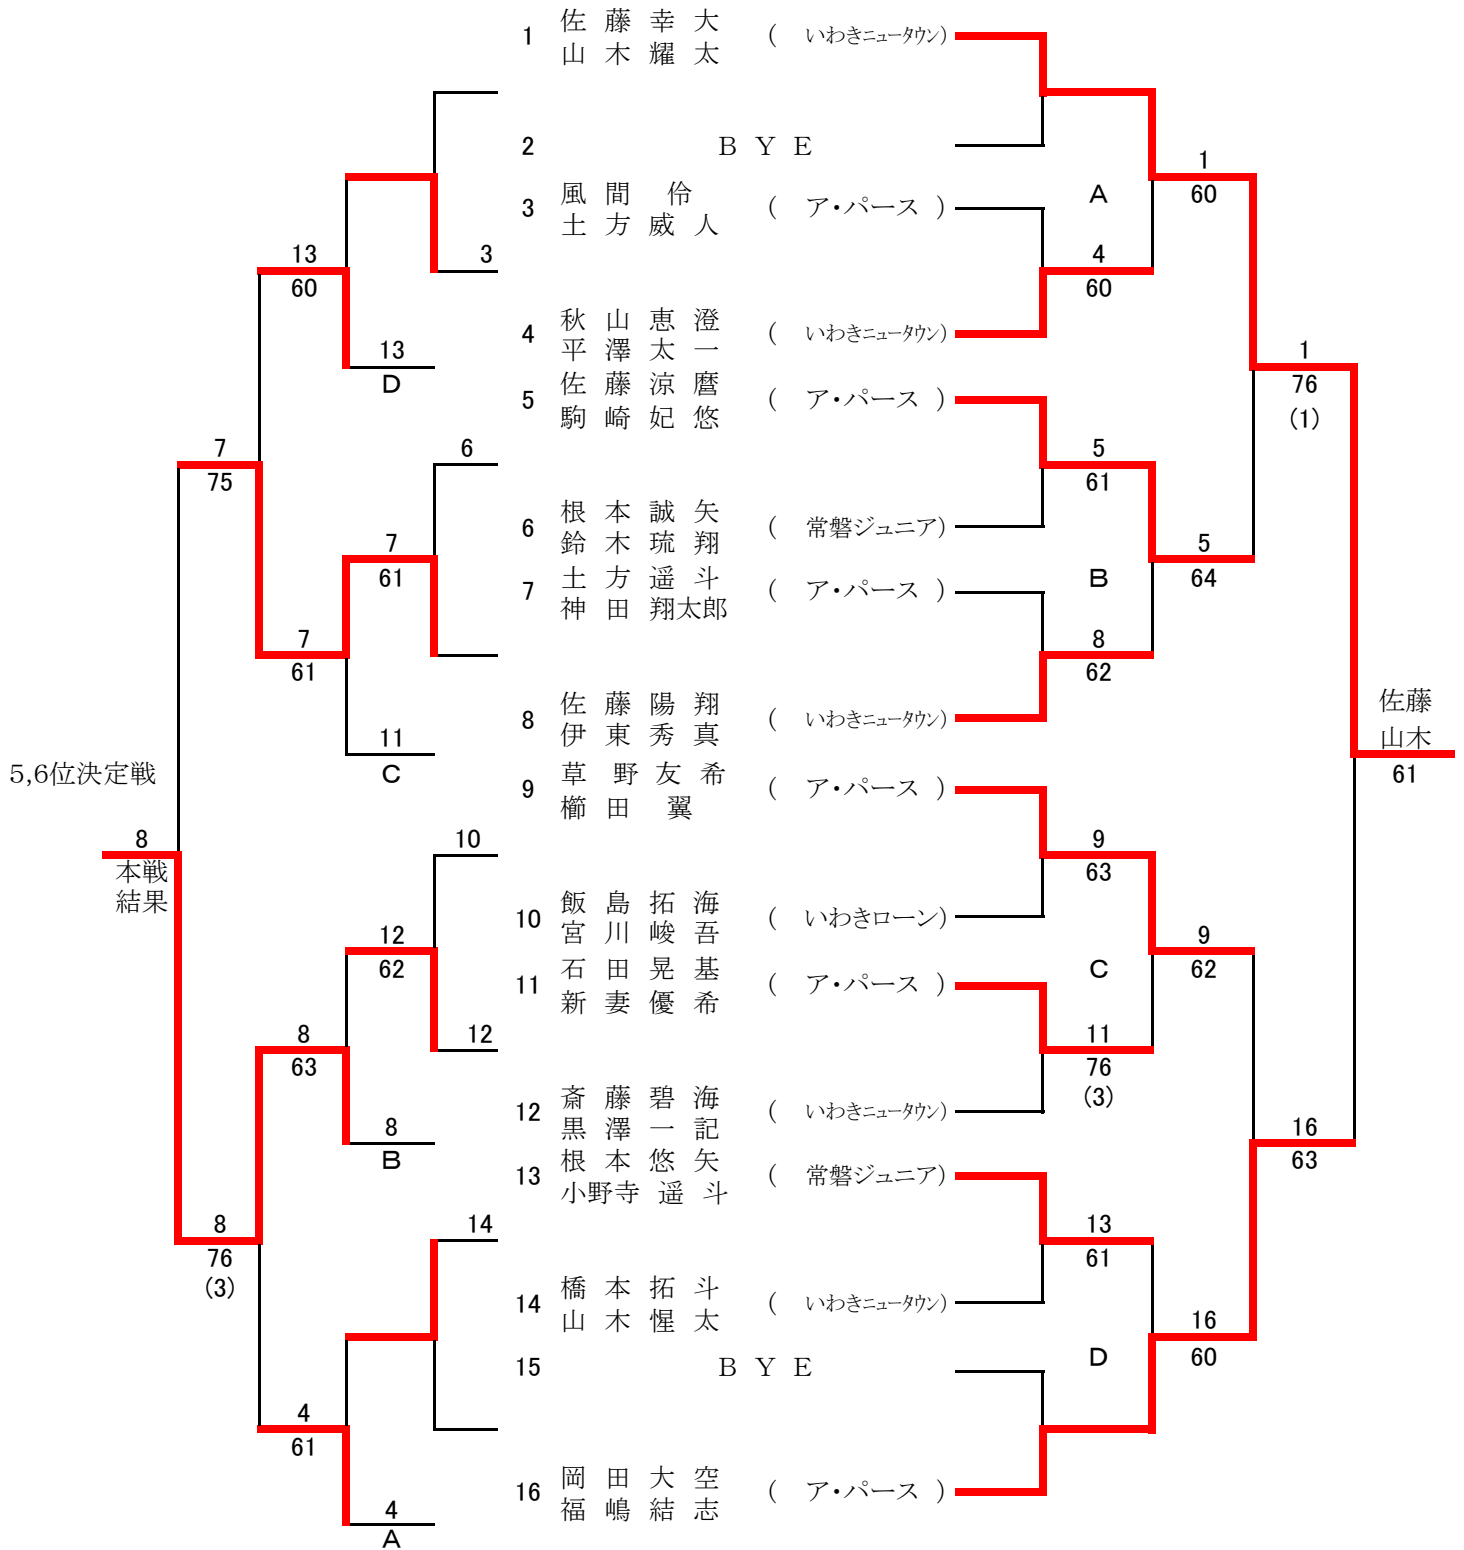 1 佐藤幸大 山木耀太 ( いわきニュータウン)
2 BYE
3 風間 伶 土方威人 ( ア・パース )
4 秋山恵澄 平澤太一 ( いわきニュータウン)
5 佐藤涼麿 駒崎妃悠 ( ア・パース )
6 根本誠矢 鈴木琉翔 ( 常磐ジュニア)
7 土方遥斗 神田翔太郎 ( ア・パース )
8 佐藤陽翔 伊東秀真 ( いわきニュータウン)
9 草野友希 櫛田 翼 ( ア・パース )
10 飯島拓海 宮川峻吾 ( いわきローン)
11 石田晃基 新妻優希 ( ア・パース )
12 斎藤碧海 黒澤一記 ( いわきニュータウン)
13 根本悠矢 小野寺遥斗 ( 常磐ジュニア)
14 橋本拓斗 山木惺太 ( いわきニュータウン)
15 BYE
16 岡田大空 福嶋結志 ( ア・パース )
A
4
60
5
61
B
8
62
9
63
C
11
76
(3)
13
61
D
1
60
5
64
9
62
16
60
1
76
(1)
16
63
佐藤
山木
61
3
13
D
6
7
61
11
C
10
12
62
12
8
B
14
4
A
13
60
7
61
8
63
4
61
7
75
8
76
(3)
5,6位決定戦
8
本戦
結果